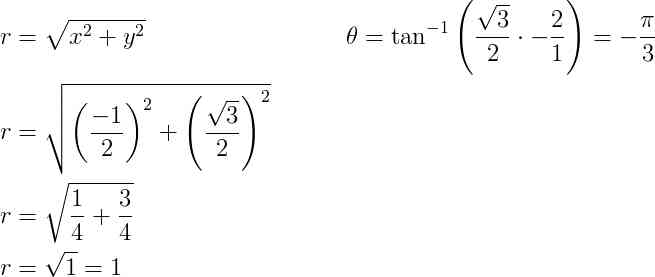 r = √(x² + y²)    θ = tan⁻¹(√3/2 · −2/1) = −π/3
r = √((−1/2)² + (√3/2)²)
r = √(1/4 + 3/4)
r = √1 = 1